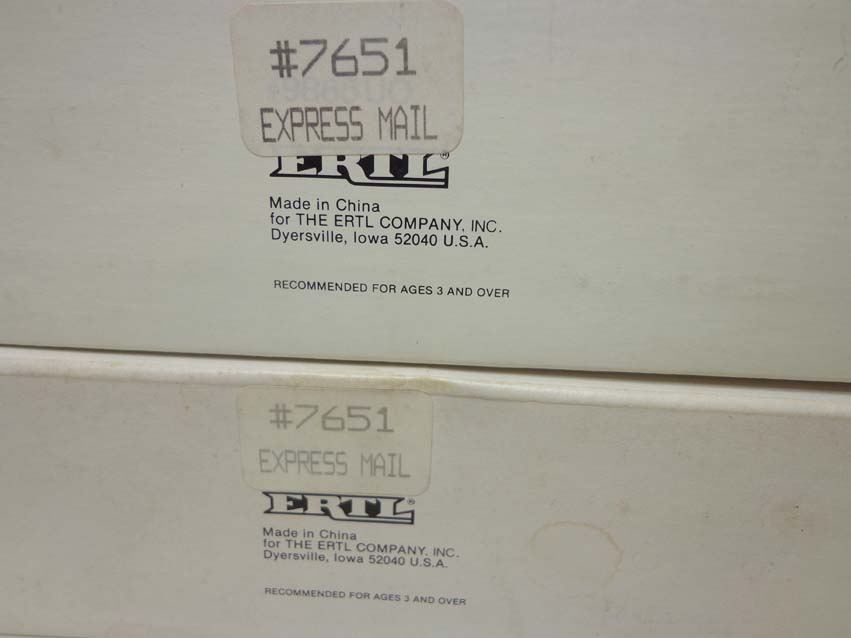 #7651
EXPRESS MAIL
ERTL®
Made in China
for THE ERTL COMPANY, INC.
Dyersville, Iowa 52040 U.S.A.
RECOMMENDED FOR AGES 3 AND OVER
#7651
EXPRESS MAIL
ERTL®
Made in China
for THE ERTL COMPANY, INC.
Dyersville, Iowa 52040 U.S.A.
RECOMMENDED FOR AGES 3 AND OVER